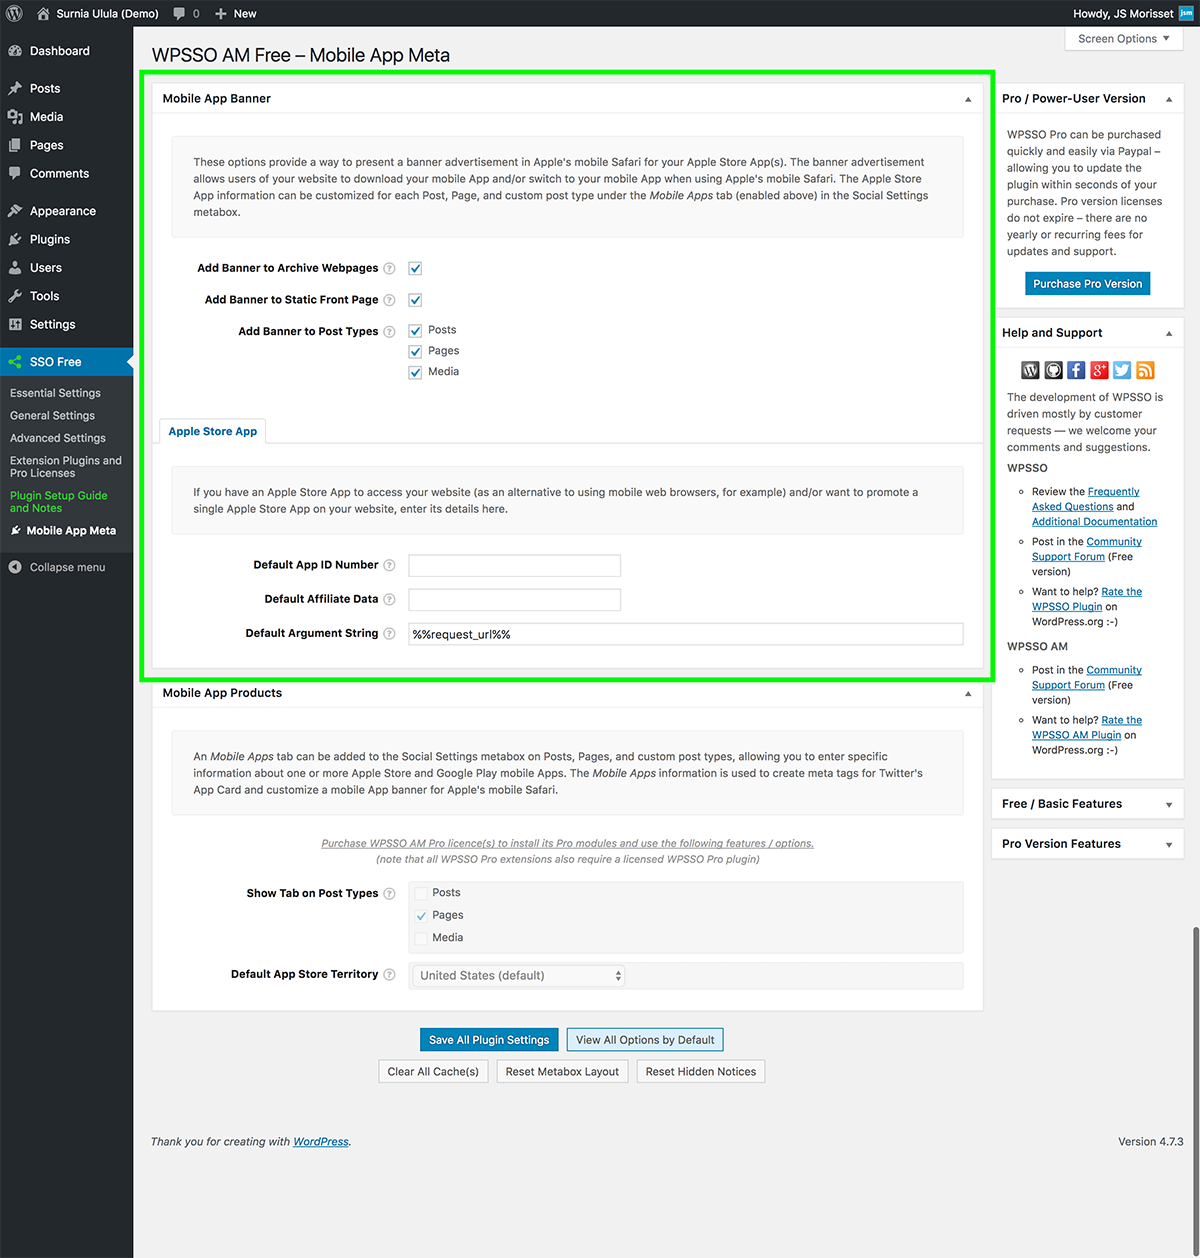 Surnia Ulula (Demo) 0 New
Howdy, JS Morisset jsm
Dashboard
Posts
Media
Pages
Comments
Appearance
Plugins
Users
Tools
Settings
SSO Free
Essential Settings
General Settings
Advanced Settings
Extension Plugins and
Pro Licenses
Plugin Setup Guide
and Notes
Mobile App Meta
Collapse menu
Screen Options
WPSSO AM Free – Mobile App Meta
Mobile App Banner
These options provide a way to present a banner advertisement in Apple's mobile Safari for your Apple Store App(s). The banner advertisement
allows users of your website to download your mobile App and/or switch to your mobile App when using Apple's mobile Safari. The Apple Store
App information can be customized for each Post, Page, and custom post type under the Mobile Apps tab (enabled above) in the Social Settings
metabox.
Add Banner to Archive Webpages ?
Add Banner to Static Front Page ?
Add Banner to Post Types ? Posts
Pages
Media
Apple Store App
If you have an Apple Store App to access your website (as an alternative to using mobile web browsers, for example) and/or want to promote a
single Apple Store App on your website, enter its details here.
Default App ID Number ?
Default Affiliate Data ?
Default Argument String ? %%request_url%%
Mobile App Products
An Mobile Apps tab can be added to the Social Settings metabox on Posts, Pages, and custom post types, allowing you to enter specific
information about one or more Apple Store and Google Play mobile Apps. The Mobile Apps information is used to create meta tags for Twitter's
App Card and customize a mobile App banner for Apple's mobile Safari.
Purchase WPSSO AM Pro licence(s) to install its Pro modules and use the following features / options.
(note that all WPSSO Pro extensions also require a licensed WPSSO Pro plugin)
Show Tab on Post Types ? Posts
Pages
Media
Default App Store Territory ? United States (default)
Save All Plugin Settings View All Options by Default
Clear All Cache(s) Reset Metabox Layout Reset Hidden Notices
Pro / Power-User Version
WPSSO Pro can be purchased
quickly and easily via Paypal –
allowing you to update the
plugin within seconds of your
purchase. Pro version licenses
do not expire – there are no
yearly or recurring fees for
updates and support.
Purchase Pro Version
Help and Support
The development of WPSSO is
driven mostly by customer
requests — we welcome your
comments and suggestions.
WPSSO
Review the Frequently
Asked Questions and
Additional Documentation
Post in the Community
Support Forum (Free
version)
Want to help? Rate the
WPSSO Plugin on
WordPress.org :-)
WPSSO AM
Post in the Community
Support Forum (Free
version)
Want to help? Rate the
WPSSO AM Plugin on
WordPress.org :-)
Free / Basic Features
Pro Version Features
Thank you for creating with WordPress.
Version 4.7.3